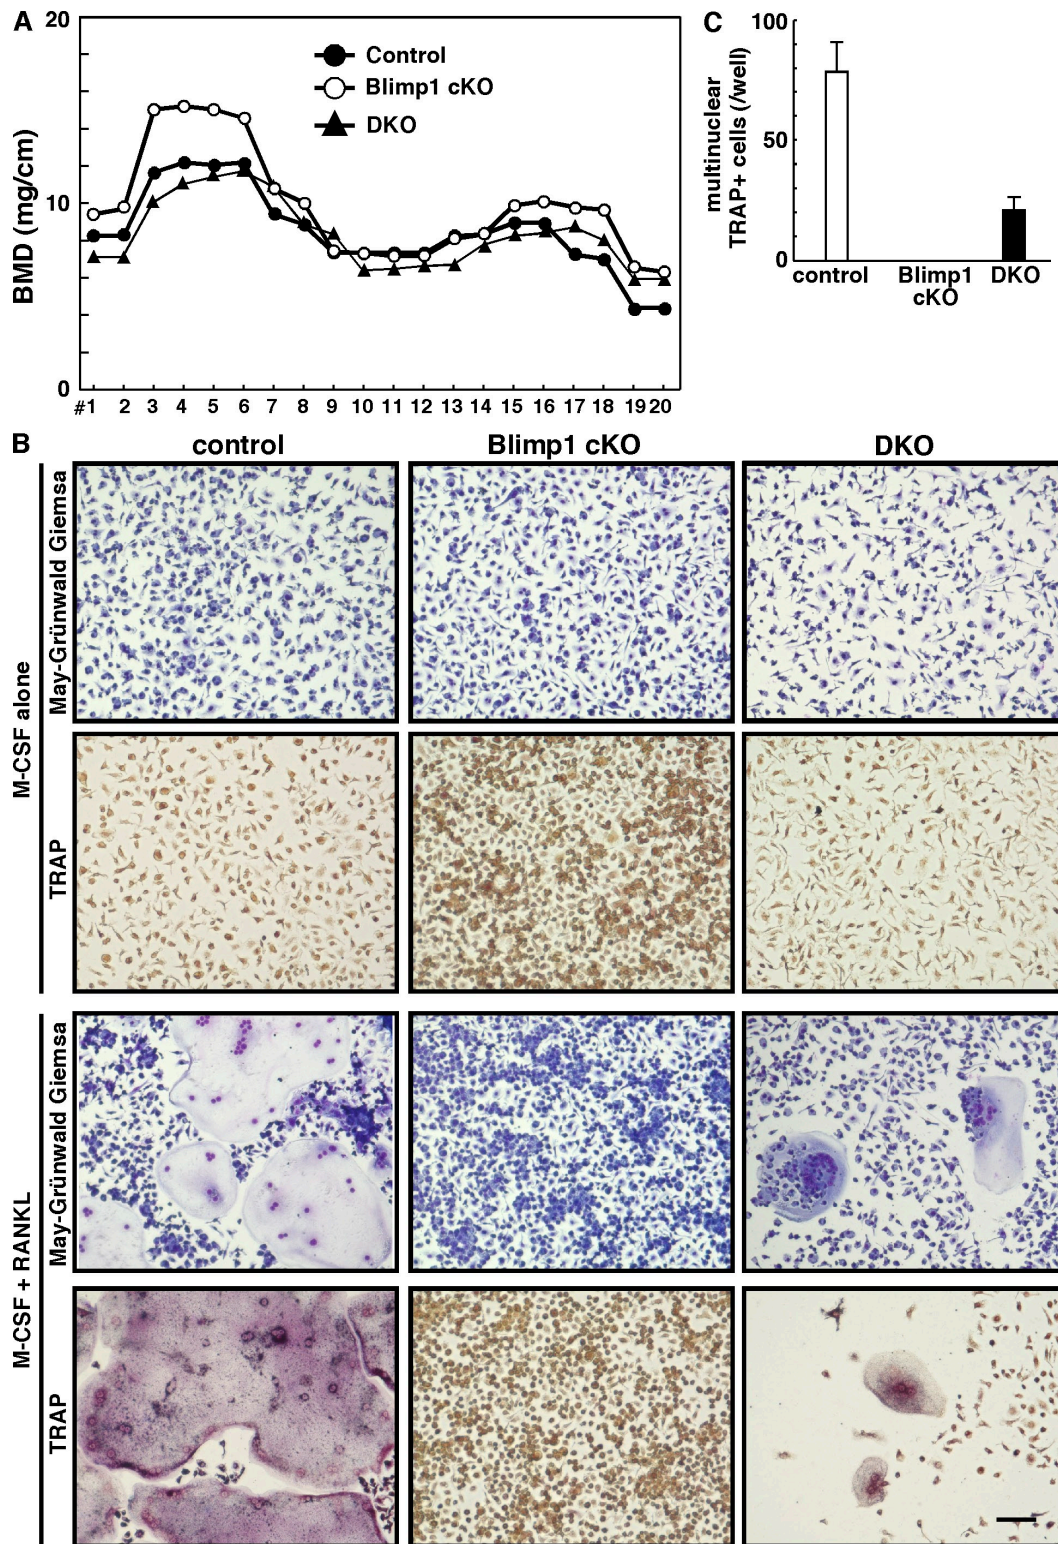 A
20
10
0
BMD (mg/cm)
Control
Blimp1 cKO
DKO
#1 2 3 4 5 6 7 8 9 10 11 12 13 14 15 16 17 18 19 20
C
100
50
0
multinuclear
TRAP+ cells (/well)
control
Blimp1
cKO
DKO
B
control
Blimp1 cKO
DKO
M-CSF alone
May-Grünwald Giemsa
TRAP
M-CSF + RANKL
May-Grünwald Giemsa
TRAP